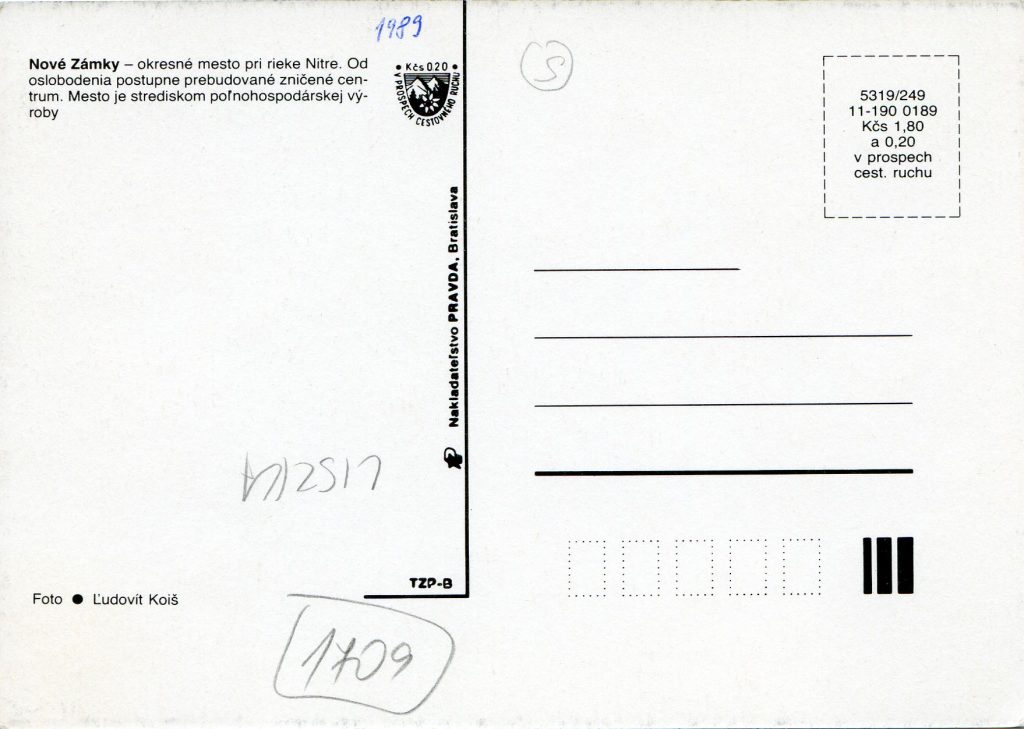 1989
Nové Zámky – okresné mesto pri rieke Nitre. Od
oslobodenia postupne prebudované zničené cen-
trum. Mesto je strediskom poľnohospodárskej vý-
roby
• Kčs 0.20 •
V PROSPECH CESTOVNÉHO RUCHU
Nakladateľstvo PRAVDA, Bratislava
TZP-B
Foto ● Ľudovít Koiš
1709
S
5319/249
11-190 0189
Kčs 1,80
a 0,20
v prospech
cest. ruchu